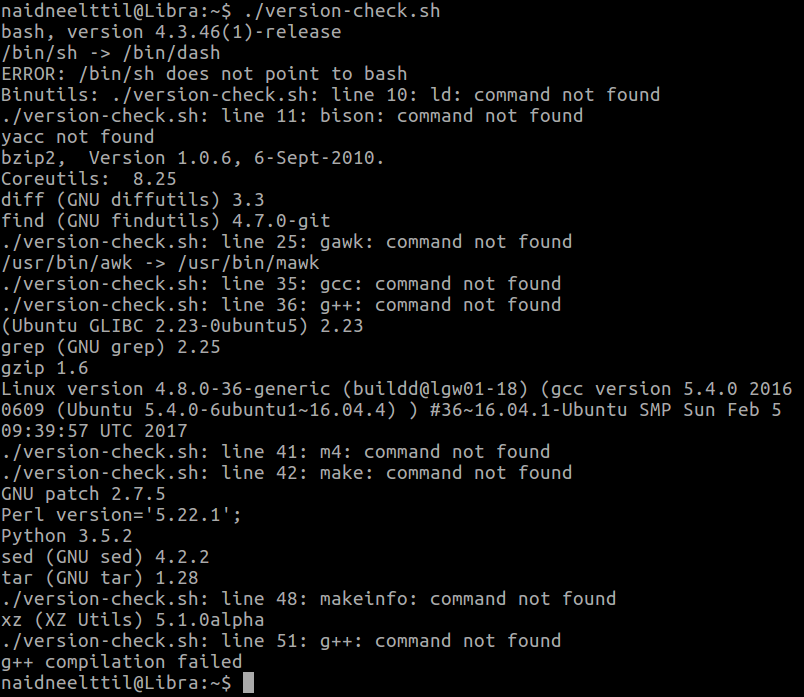 naidneelttil@Libra:~$ ./version-check.sh
bash, version 4.3.46(1)-release
/bin/sh -> /bin/dash
ERROR: /bin/sh does not point to bash
Binutils: ./version-check.sh: line 10: ld: command not found
./version-check.sh: line 11: bison: command not found
yacc not found
bzip2,  Version 1.0.6, 6-Sept-2010.
Coreutils:  8.25
diff (GNU diffutils) 3.3
find (GNU findutils) 4.7.0-git
./version-check.sh: line 25: gawk: command not found
/usr/bin/awk -> /usr/bin/mawk
./version-check.sh: line 35: gcc: command not found
./version-check.sh: line 36: g++: command not found
(Ubuntu GLIBC 2.23-0ubuntu5) 2.23
grep (GNU grep) 2.25
gzip 1.6
Linux version 4.8.0-36-generic (buildd@lgw01-18) (gcc version 5.4.0 2016
0609 (Ubuntu 5.4.0-6ubuntu1~16.04.4) ) #36~16.04.1-Ubuntu SMP Sun Feb 5
09:39:57 UTC 2017
./version-check.sh: line 41: m4: command not found
./version-check.sh: line 42: make: command not found
GNU patch 2.7.5
Perl version='5.22.1';
Python 3.5.2
sed (GNU sed) 4.2.2
tar (GNU tar) 1.28
./version-check.sh: line 48: makeinfo: command not found
xz (XZ Utils) 5.1.0alpha
./version-check.sh: line 51: g++: command not found
g++ compilation failed
naidneelttil@Libra:~$